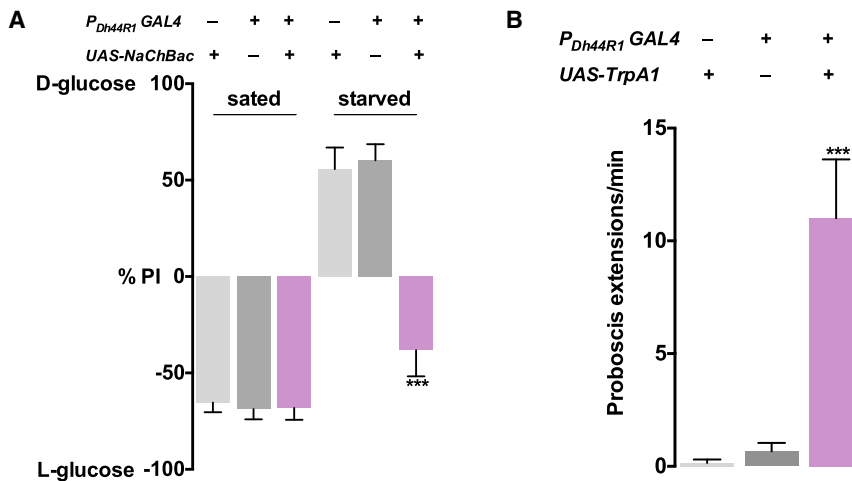 A
P_Dh44R1 GAL4 – + + – + +
UAS-NaChBac + – + + – +
D-glucose 100
sated starved
50
% PI 0
-50
***
L-glucose -100
B
P_Dh44R1 GAL4 – + +
UAS-TrpA1 + – +
15
***
10
Proboscis extensions/min
5
0